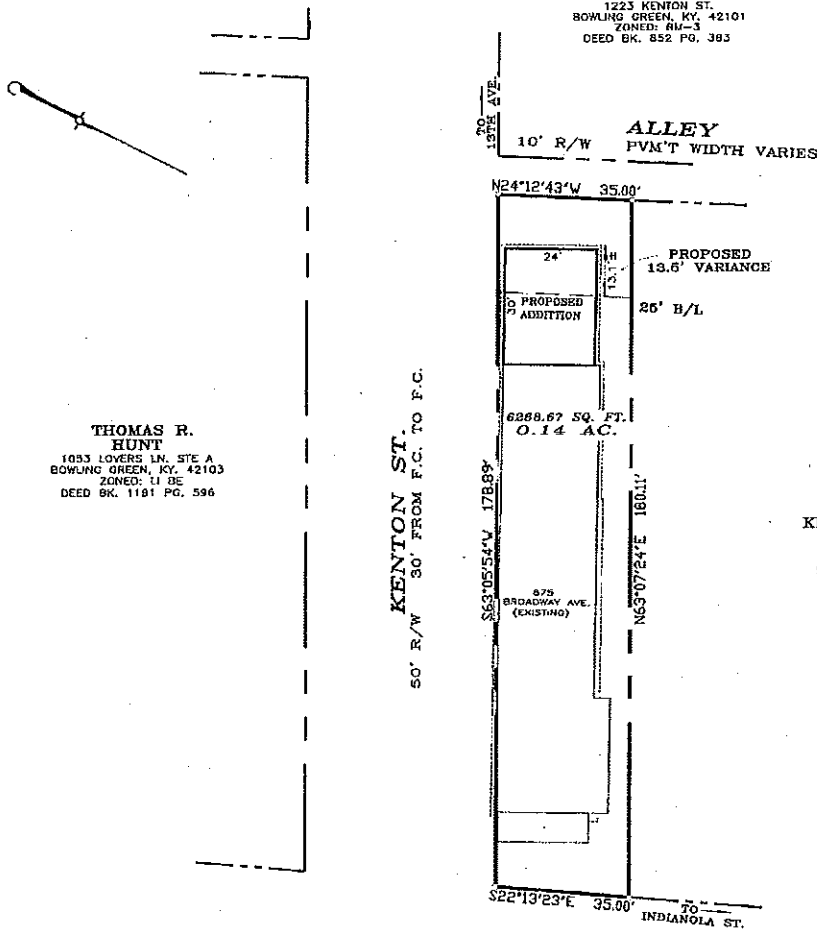 1223 KENTON ST.
BOWLING GREEN, KY. 42101
ZONED: RM-3
DEED BK. 852 PG. 383
TO
13TH AVE.
10' R/W
ALLEY
PVM'T WIDTH VARIES
N24°12'43"W 35.00'
24'
13.1'
PROPOSED
13.5' VARIANCE
30'
PROPOSED
ADDITION
25' B/L
6268.67 SQ. FT.
0.14 AC.
THOMAS R.
HUNT
1053 LOVERS LN. STE A
BOWLING GREEN, KY. 42103
ZONED: LI
DEED BK. 1181 PG. 596
KENTON ST.
50' R/W 30' FROM F.C. TO F.C.
S63°05'54"W 178.89'
N63°07'24"E 180.11'
875
BROADWAY AVE.
(EXISTING)
S22°13'23"E 35.00'
TO
INDIANOLA ST.